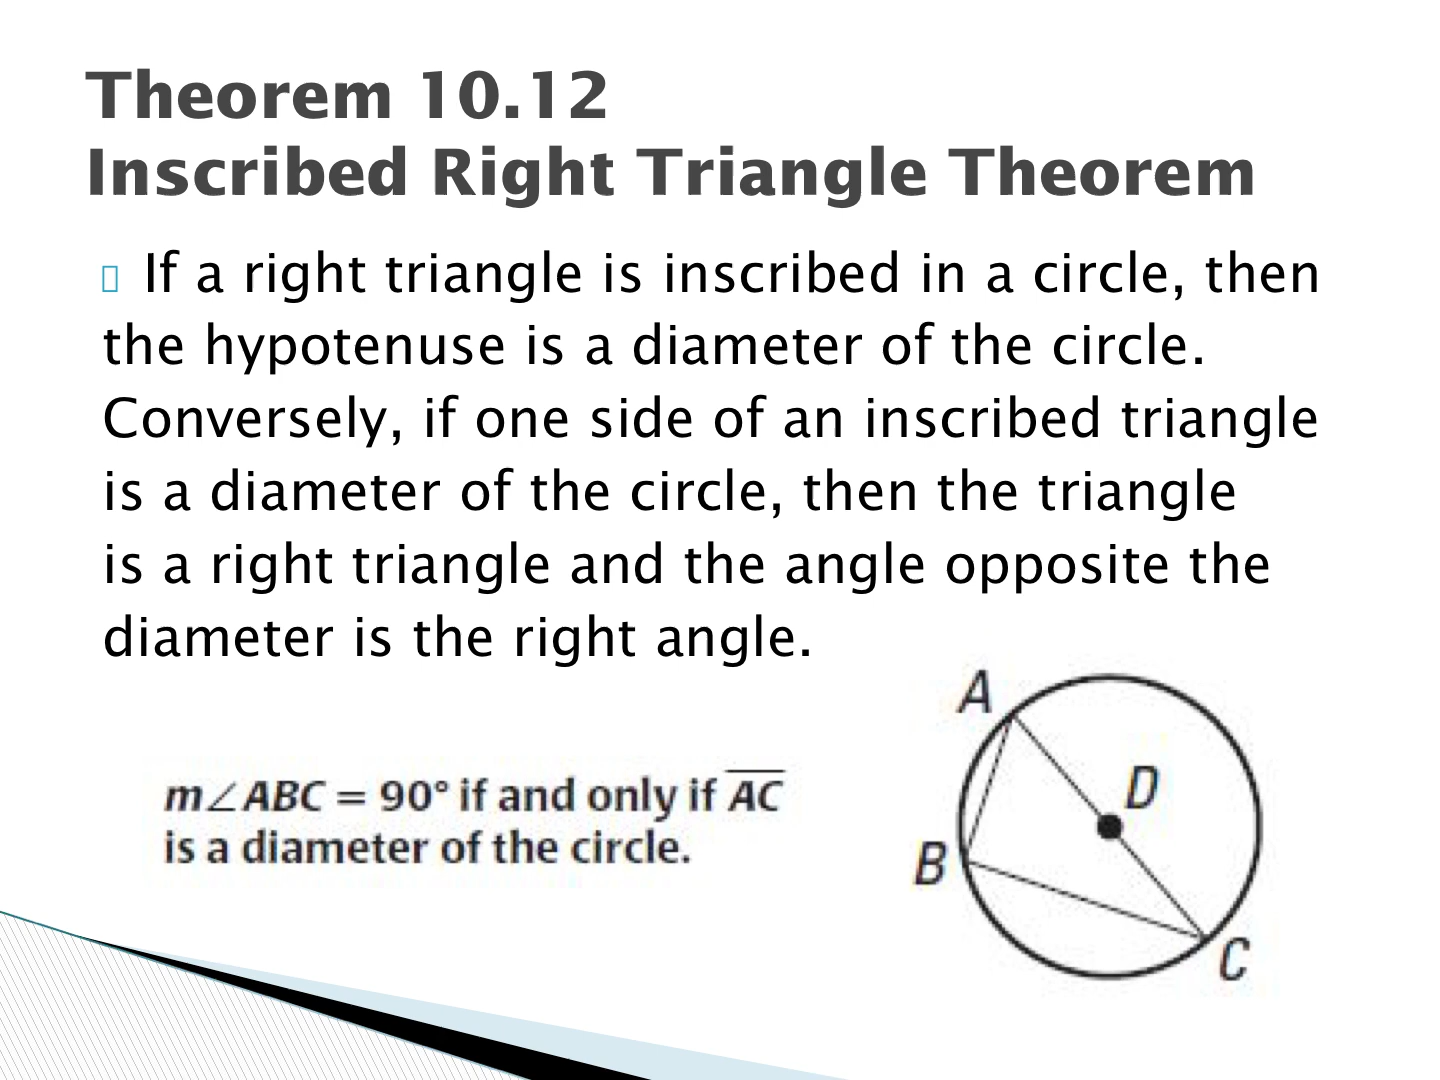 Theorem 10.12
Inscribed Right Triangle Theorem
If a right triangle is inscribed in a circle, then
the hypotenuse is a diameter of the circle.
Conversely, if one side of an inscribed triangle
is a diameter of the circle, then the triangle
is a right triangle and the angle opposite the
diameter is the right angle.
m∠ABC = 90° if and only if A̅C̅
is a diameter of the circle.
A
D
B
C